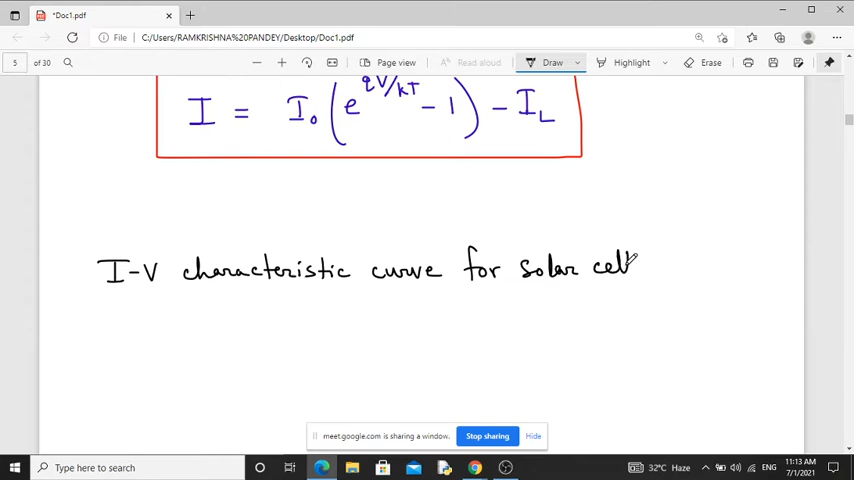 *Doc1.pdf
File C:/Users/RAMKRISHNA%20PANDEY/Desktop/Doc1.pdf
5 of 30 Page view Read aloud Draw Highlight Erase
I = I₀ (e^(qV/kT) - 1) - I_L
I-V characteristic curve for solar cell
meet.google.com is sharing a window. Stop sharing Hide
Type here to search 32°C Haze ENG 11:13 AM
7/1/2021